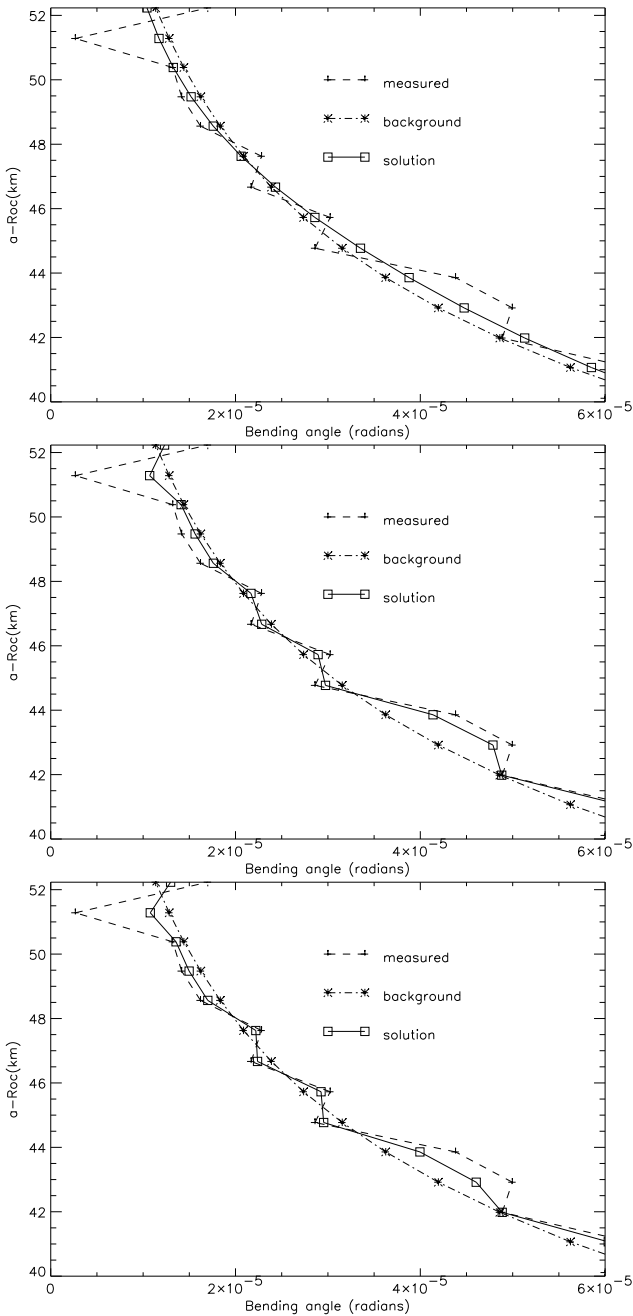 52
50
48
46
44
42
40
a-Roc(km)
measured
background
solution
0
2×10⁻⁵
4×10⁻⁵
6×10⁻⁵
Bending angle (radians)
52
50
48
46
44
42
40
a-Roc(km)
measured
background
solution
0
2×10⁻⁵
4×10⁻⁵
6×10⁻⁵
Bending angle (radians)
52
50
48
46
44
42
40
a-Roc(km)
measured
background
solution
0
2×10⁻⁵
4×10⁻⁵
6×10⁻⁵
Bending angle (radians)